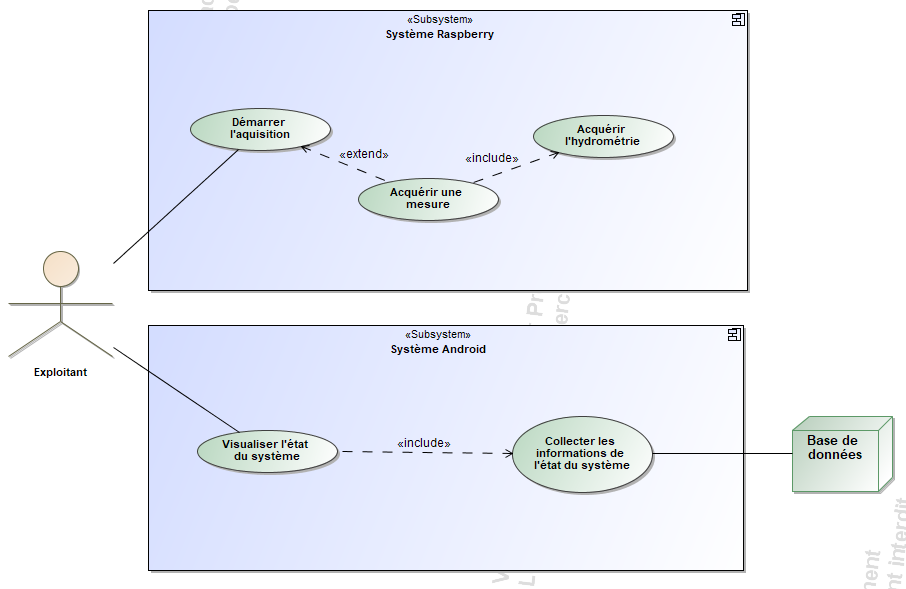 «Subsystem»
Système Raspberry
Démarrer
l'aquisition
«extend»
Acquérir une
mesure
«include»
Acquérir
l'hydrométrie
Exploitant
«Subsystem»
Système Android
Visualiser l'état
du système
«include»
Collecter les
informations de
l'état du système
Base de
données